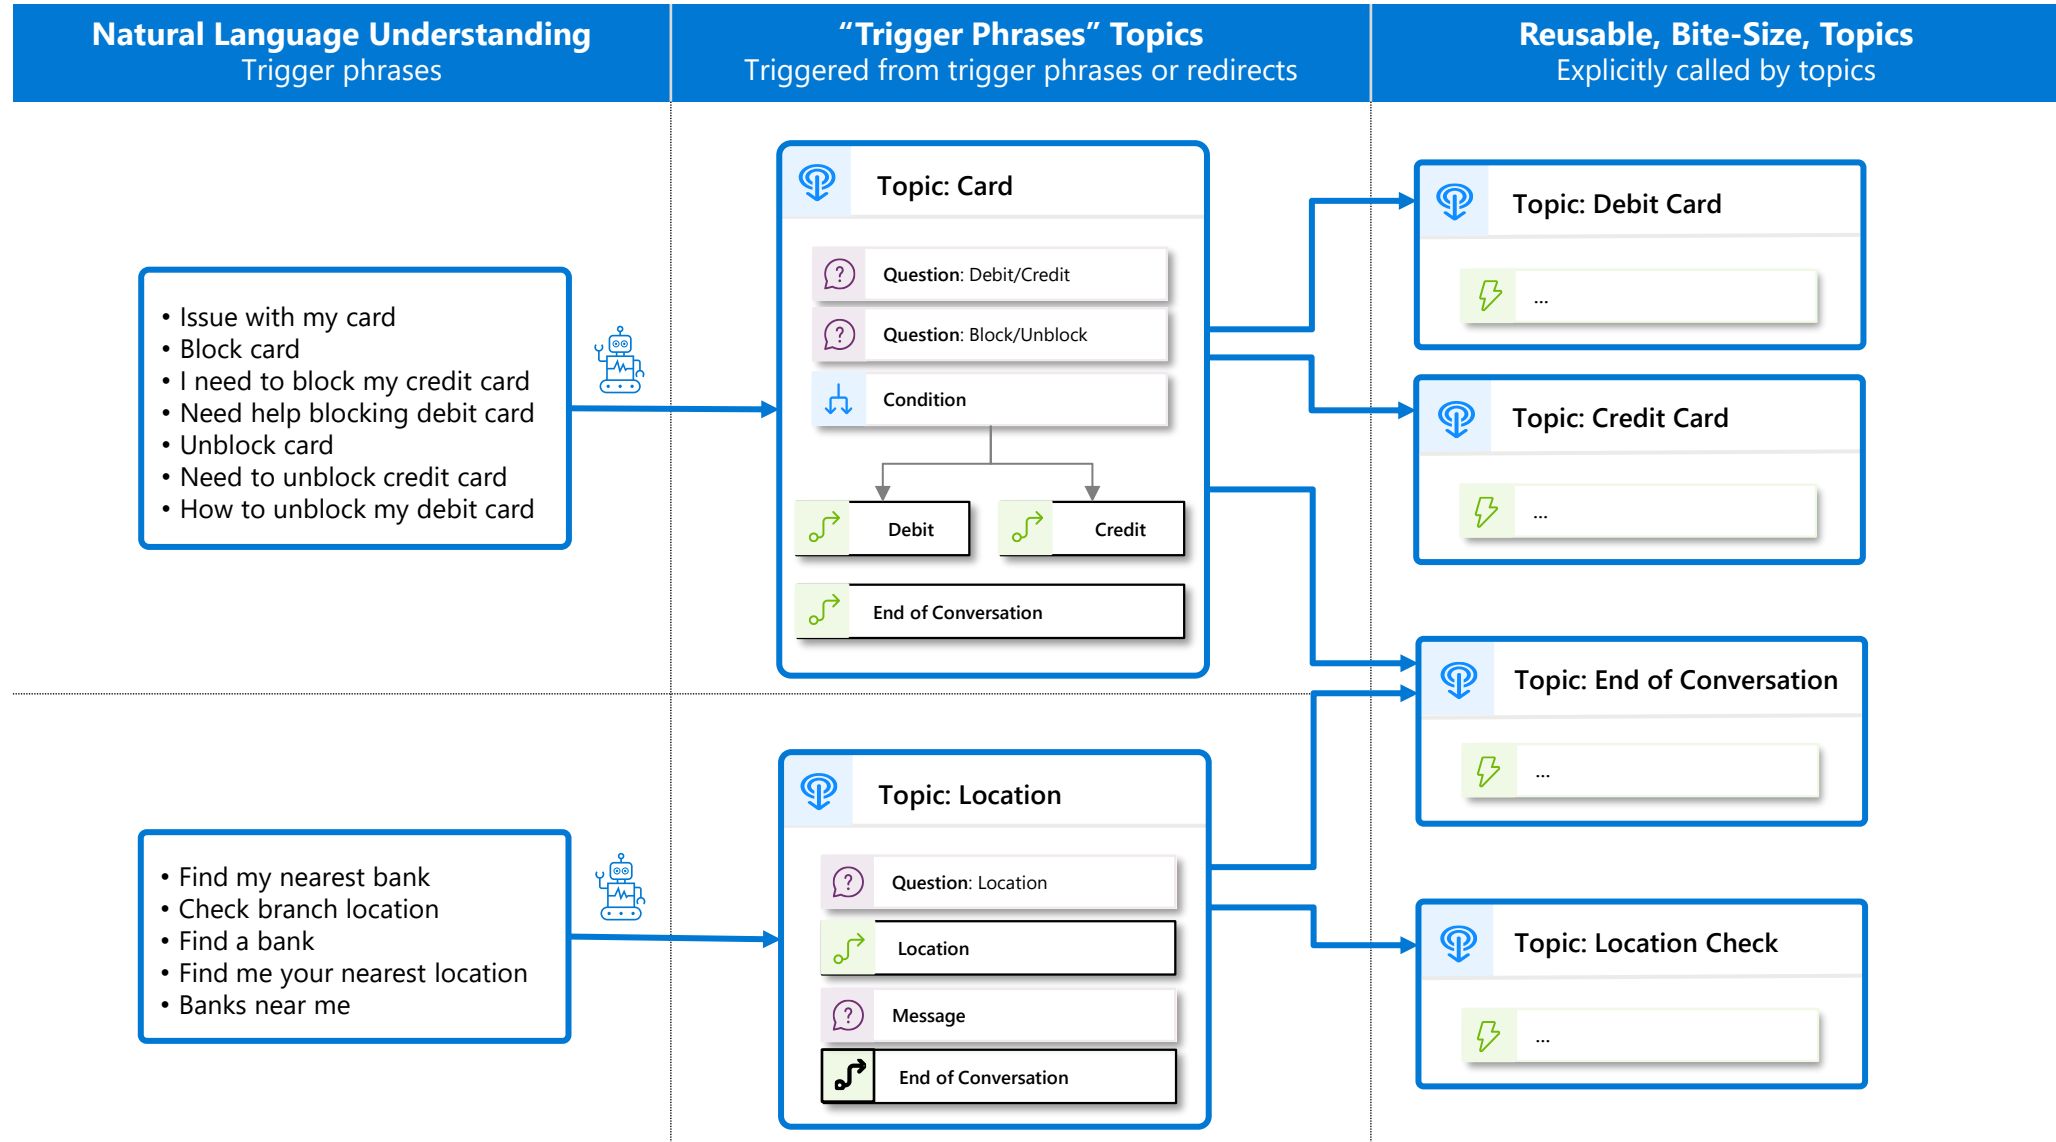 Natural Language Understanding
Trigger phrases
“Trigger Phrases” Topics
Triggered from trigger phrases or redirects
Reusable, Bite-Size, Topics
Explicitly called by topics
• Issue with my card
• Block card
• I need to block my credit card
• Need help blocking debit card
• Unblock card
• Need to unblock credit card
• How to unblock my debit card
Topic: Card
Question: Debit/Credit
Question: Block/Unblock
Condition
Debit
Credit
End of Conversation
Topic: Debit Card
...
Topic: Credit Card
...
Topic: End of Conversation
...
• Find my nearest bank
• Check branch location
• Find a bank
• Find me your nearest location
• Banks near me
Topic: Location
Question: Location
Location
Message
End of Conversation
Topic: Location Check
...